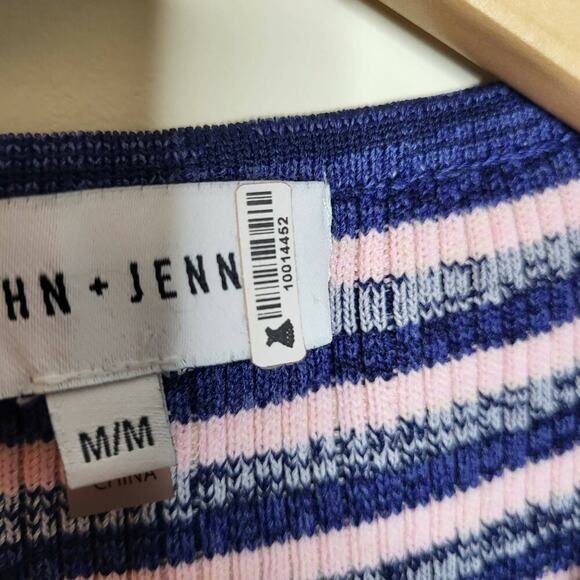 HN + JENN
10014452
M/M
CHINA